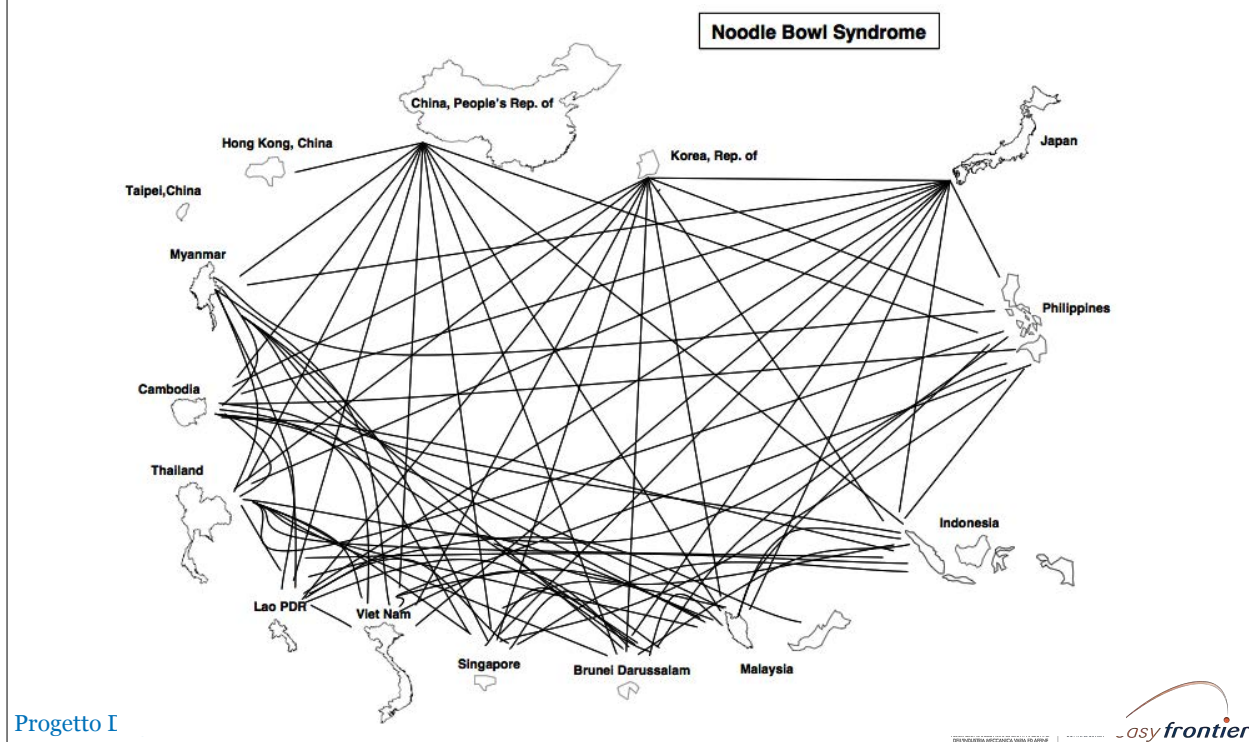 Noodle Bowl Syndrome
China, People's Rep. of
Hong Kong, China
Korea, Rep. of
Japan
Taipei,China
Myanmar
Philippines
Cambodia
Thailand
Indonesia
Lao PDR
Viet Nam
Singapore
Brunei Darussalam
Malaysia
Progetto
easy frontier